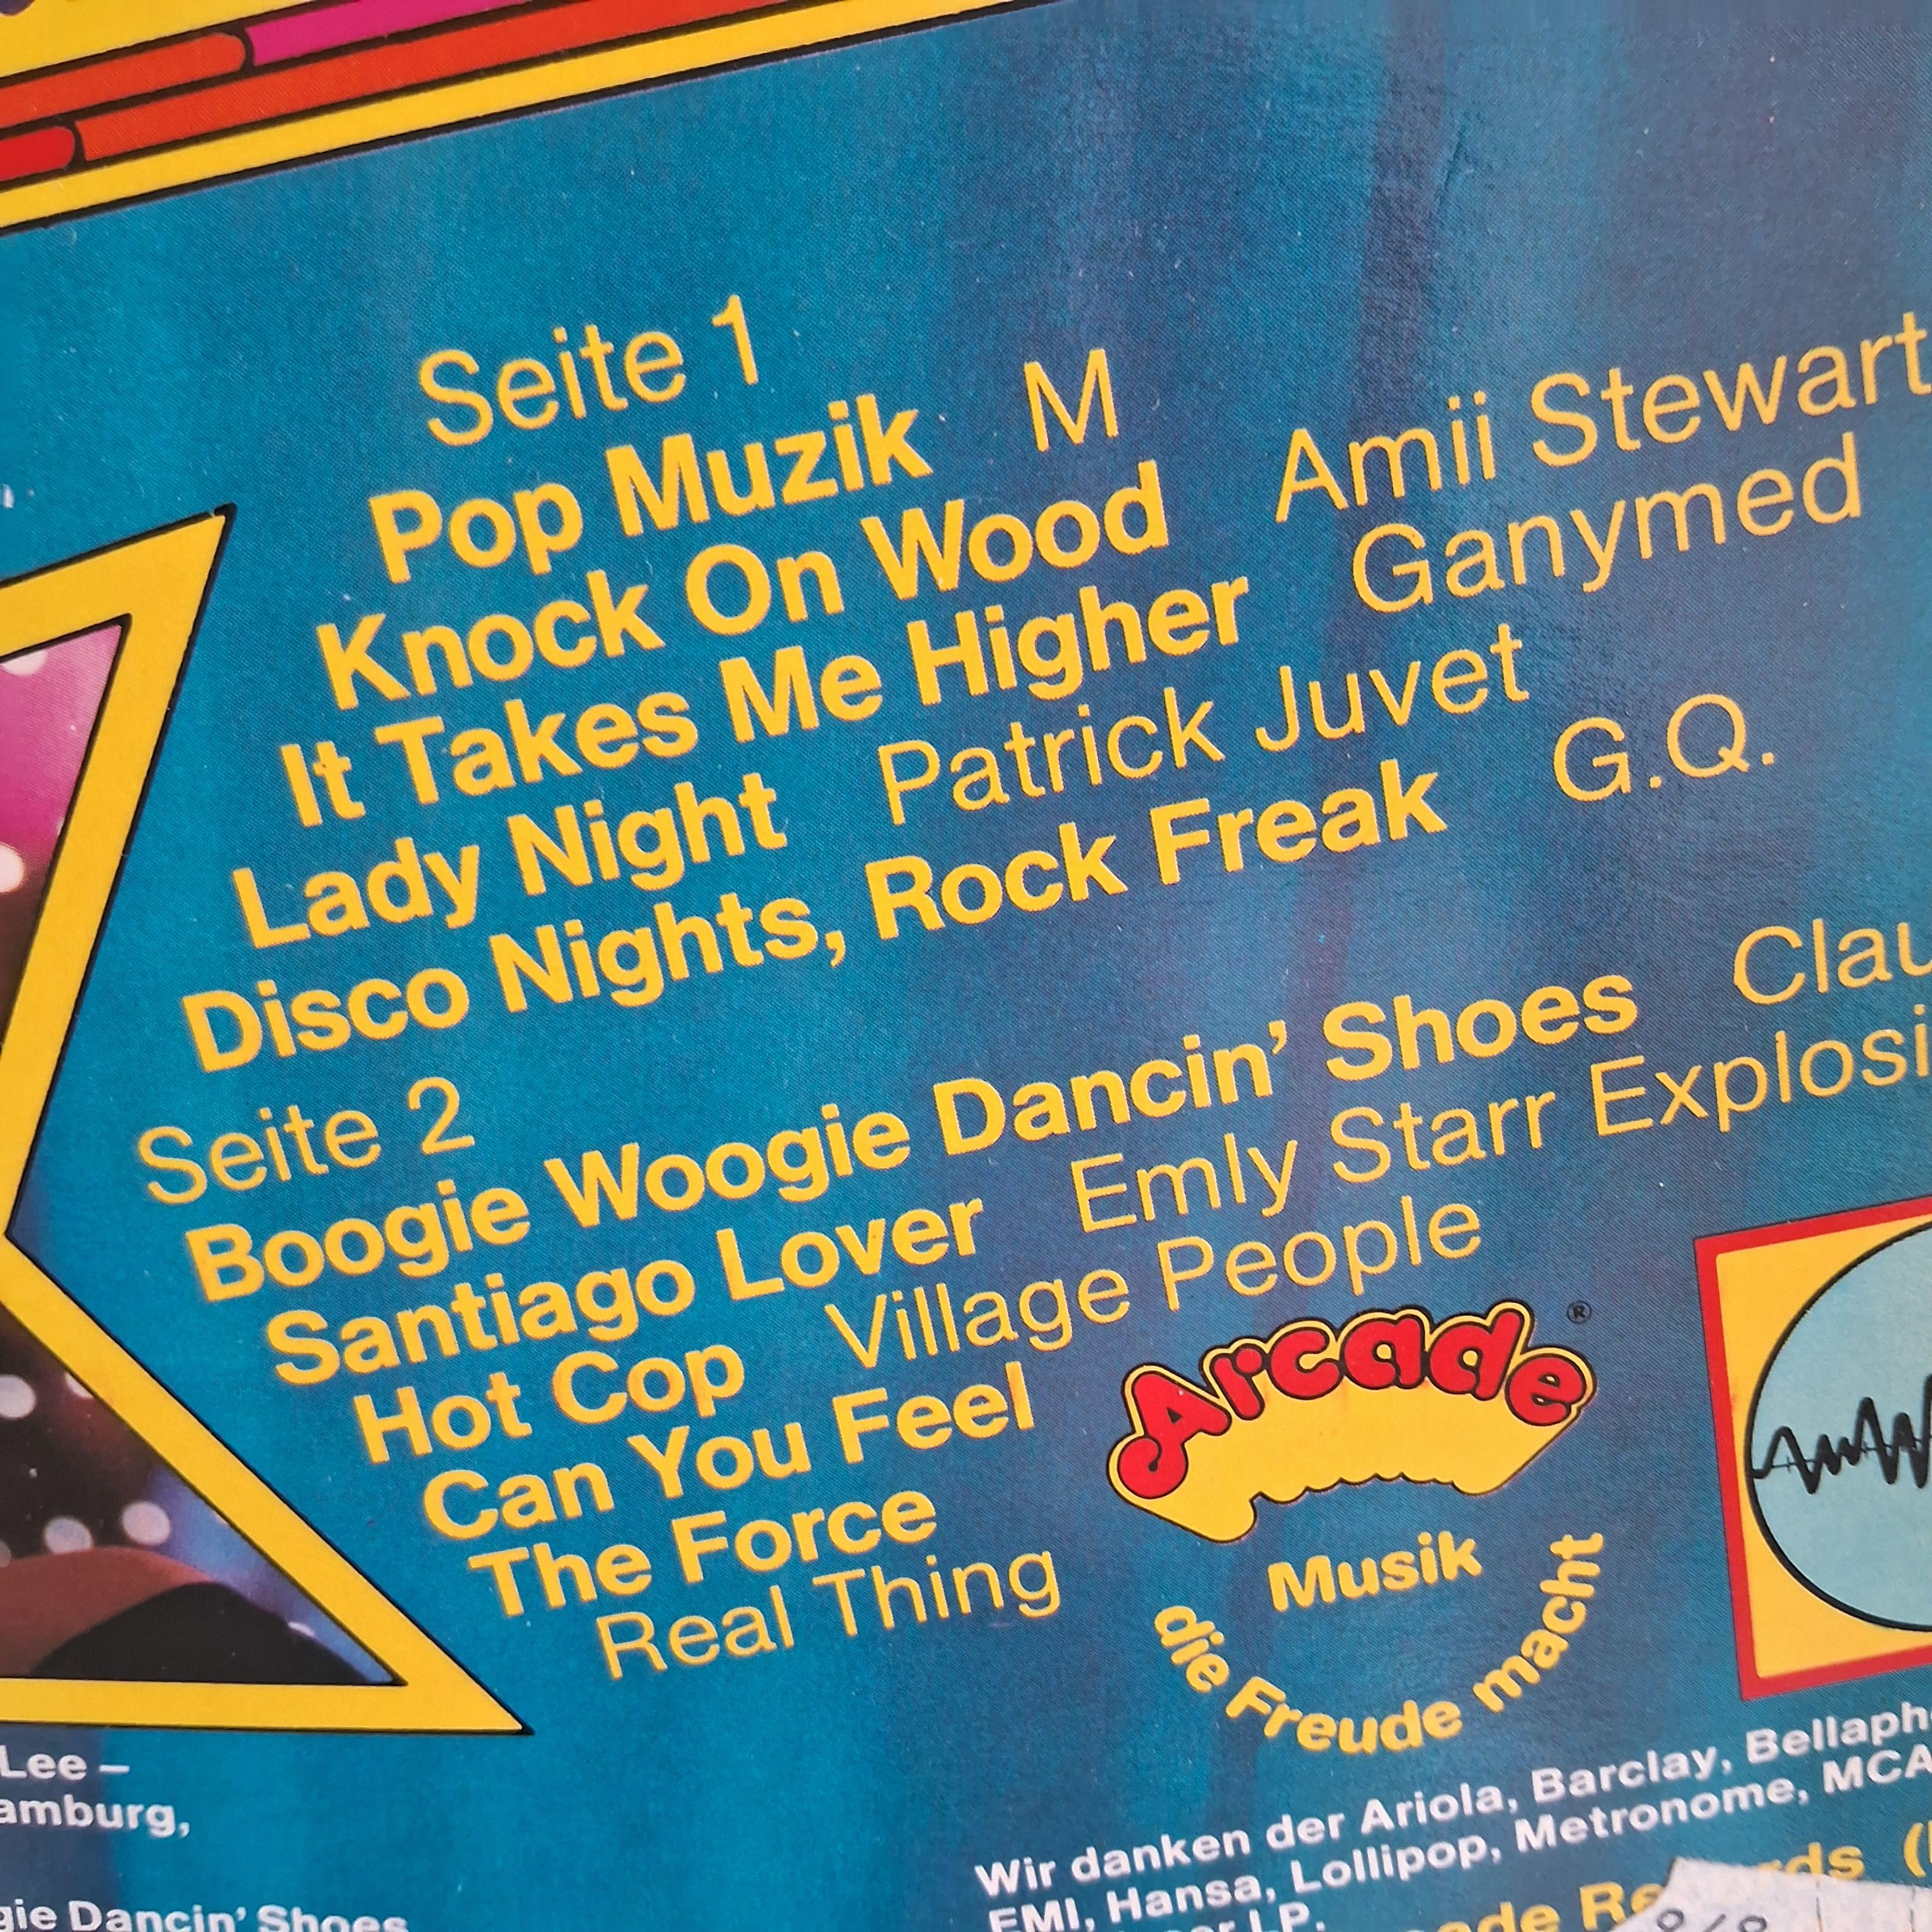 Seite 1
Pop Muzik M
Knock On Wood Amii Stewart
It Takes Me Higher Ganymed
Lady Night Patrick Juvet
Disco Nights, Rock Freak G.Q.
Seite 2
Boogie Woogie Dancin' Shoes Clau
Santiago Lover Emly Starr Explosi
Hot Cop Village People
Can You Feel
The Force
Real Thing
Arcade ®
Musik
die Freude macht
Lee –
amburg,
gie Dancin' Shoes
Wir danken der Ariola, Barclay, Bellaph
EMI, Hansa, Lollipop, Metronome, MCA
LP.